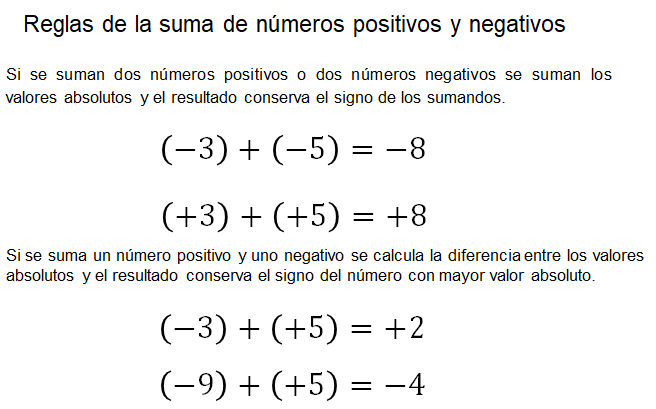 Reglas de la suma de números positivos y negativos
Si se suman dos números positivos o dos números negativos se suman los
valores absolutos y el resultado conserva el signo de los sumandos.
(−3) + (−5) = −8
(+3) + (+5) = +8
Si se suma un número positivo y uno negativo se calcula la diferencia entre los valores
absolutos y el resultado conserva el signo del número con mayor valor absoluto.
(−3) + (+5) = +2
(−9) + (+5) = −4